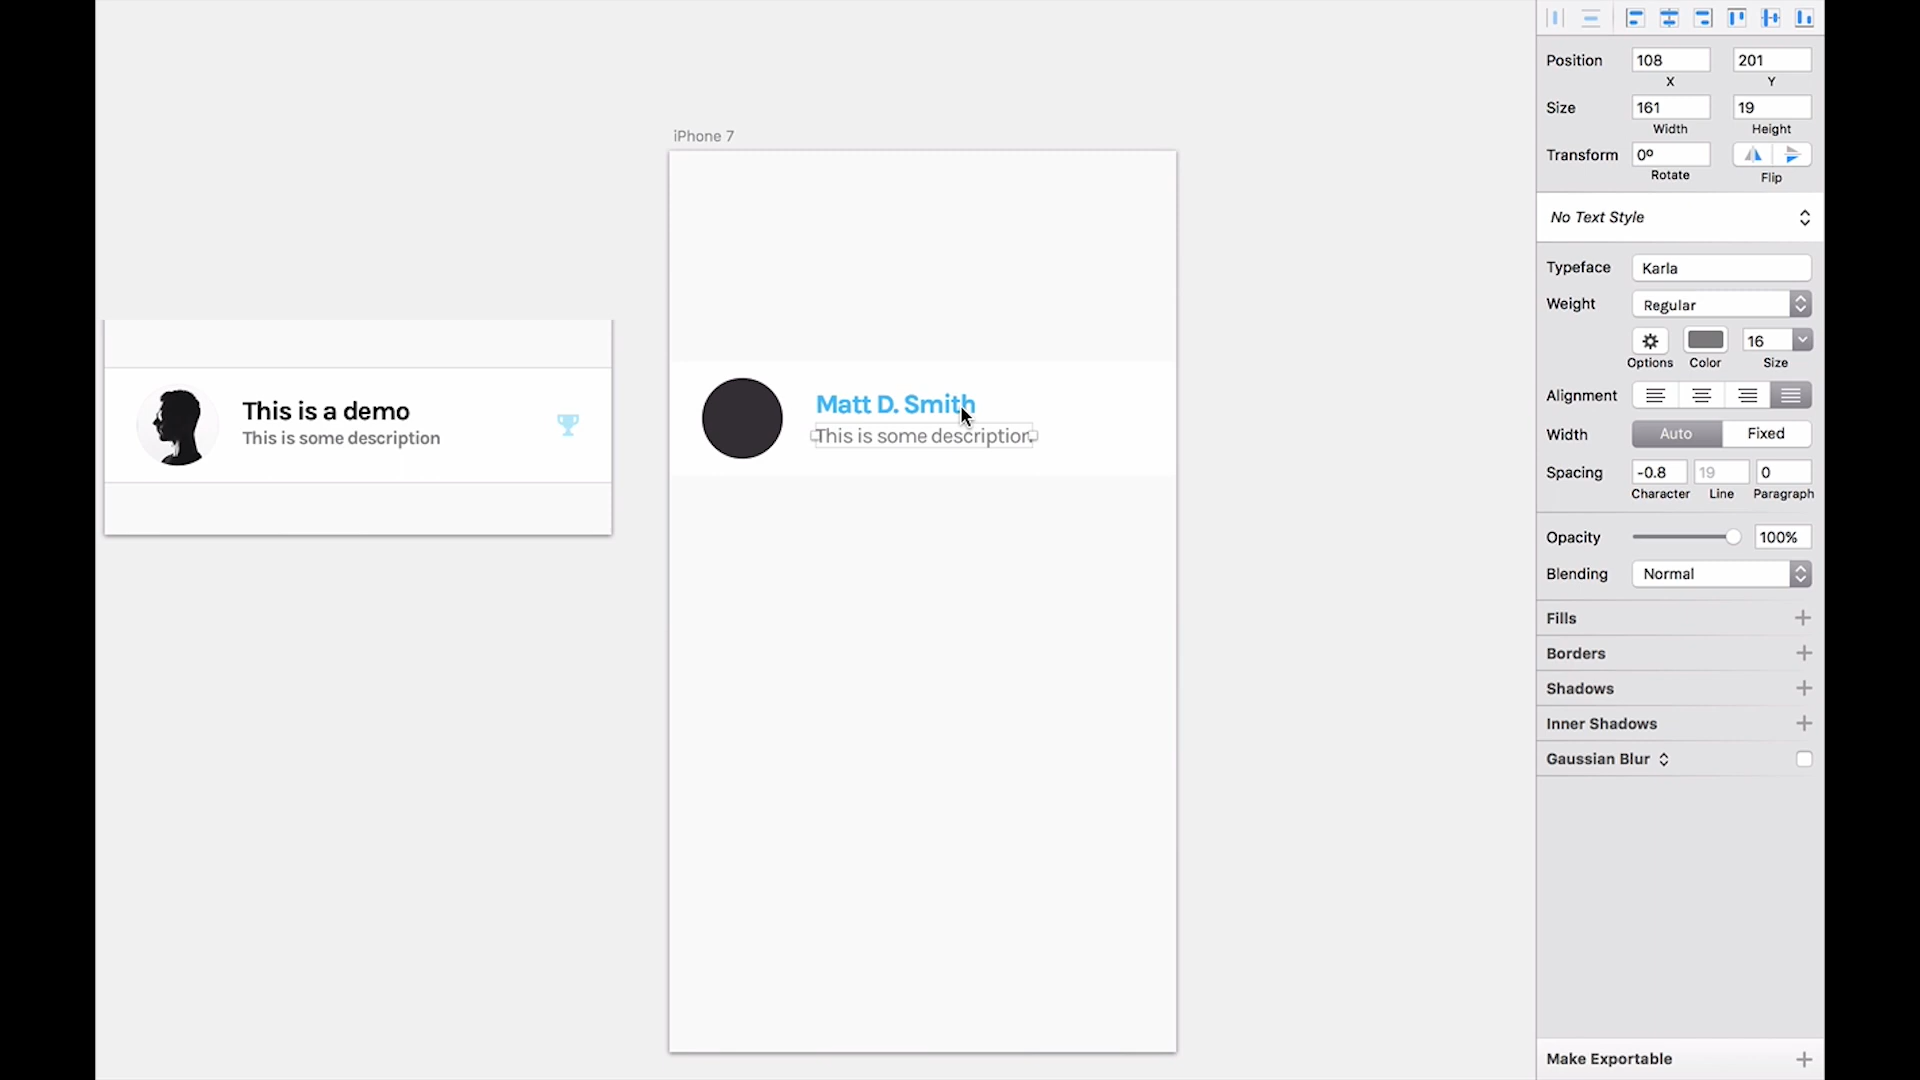 iPhone 7
This is a demo
This is some description
Matt D. Smith
This is some description.
Position 108 201
X Y
Size 161 19
Width Height
Transform 0º
Rotate Flip
No Text Style
Typeface Karla
Weight Regular
16
Options Color Size
Alignment
Width Auto Fixed
Spacing -0.8 19 0
Character Line Paragraph
Opacity 100%
Blending Normal
Fills
Borders
Shadows
Inner Shadows
Gaussian Blur
Make Exportable